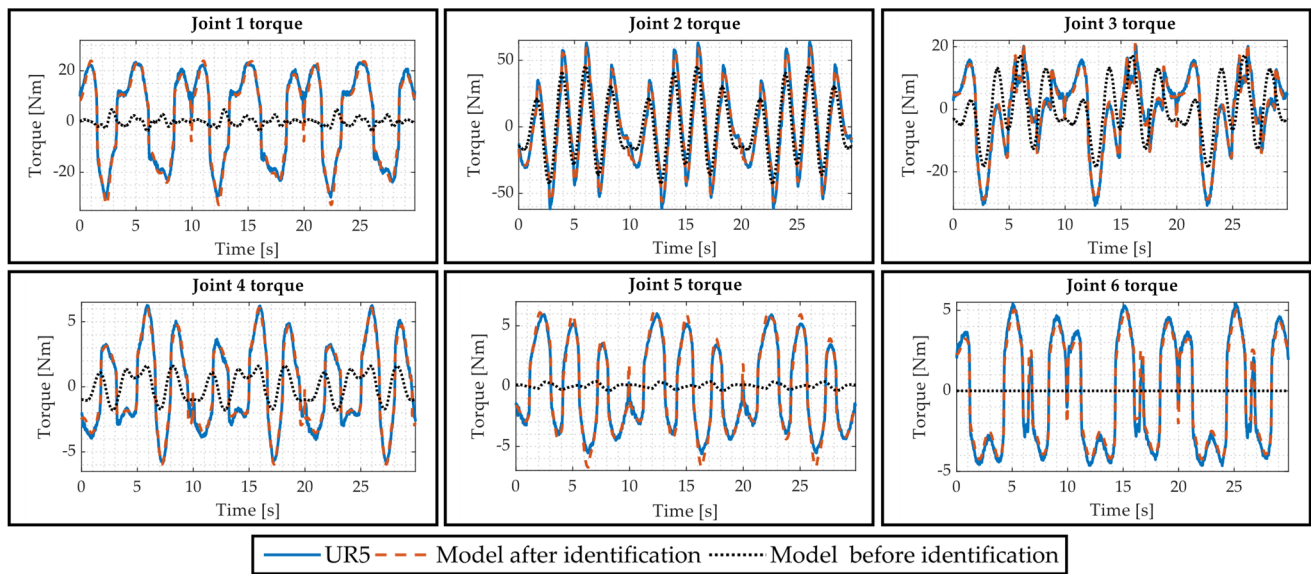 Joint 1 torque
Torque [Nm]
20
0
-20
0 5 10 15 20 25
Time [s]
Joint 2 torque
Torque [Nm]
50
0
-50
0 5 10 15 20 25
Time [s]
Joint 3 torque
Torque [Nm]
20
0
-20
0 5 10 15 20 25
Time [s]
Joint 4 torque
Torque [Nm]
5
0
-5
0 5 10 15 20 25
Time [s]
Joint 5 torque
Torque [Nm]
5
0
-5
0 5 10 15 20 25
Time [s]
Joint 6 torque
Torque [Nm]
5
0
-5
0 5 10 15 20 25
Time [s]
UR5 Model after identification Model before identification